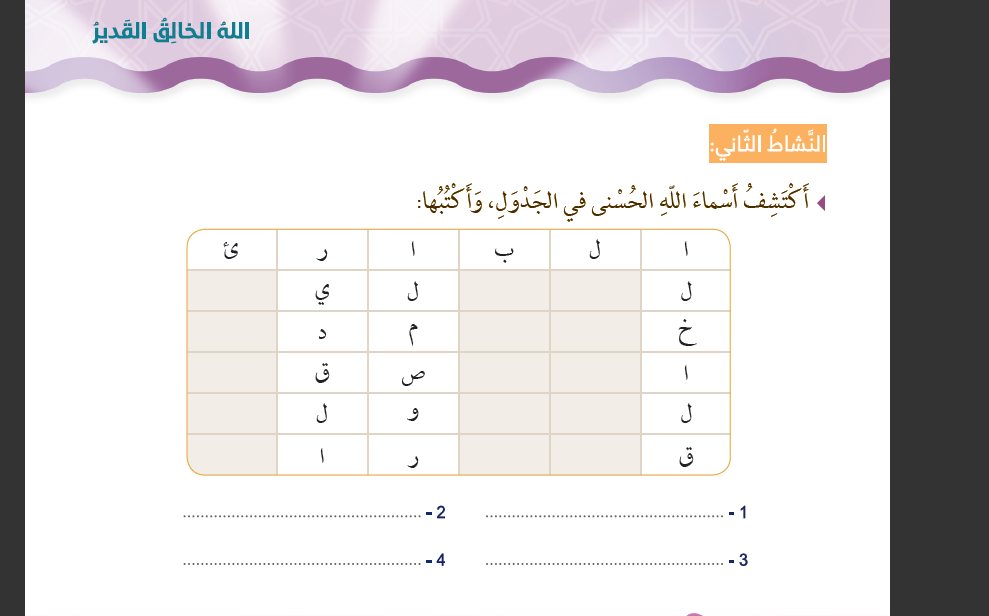 اللهُ الخالِقُ القَديرُ
النَّشاطُ الثّاني:
أَكْتَشِفُ أَسْماءَ اللّهِ الحُسْنى في الجَدْوَلِ، وَأَكْتُبُها:
ا ل ب ا ر ئ
ل ل ي
خ م د
ا ص ق
ل و ل
ق ر ا
1 - ...................................................... 2 - ......................................................
3 - ...................................................... 4 - ......................................................